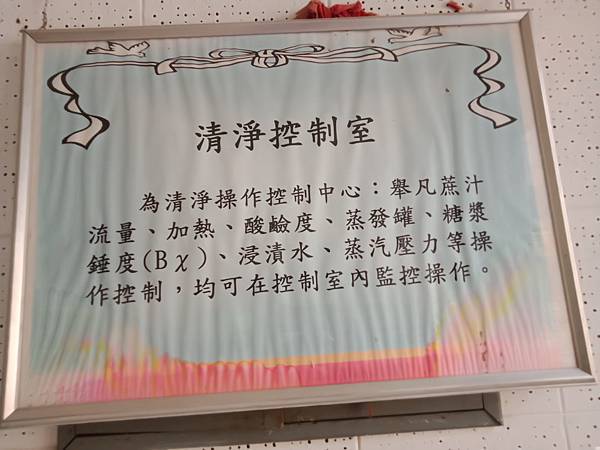 清淨控制室
為清淨操作控制中心：舉凡蔗汁
流量、加熱、酸鹼度、蒸發罐、糖漿
錘度(Bχ)、浸漬水、蒸汽壓力等操
作控制，均可在控制室內監控操作。